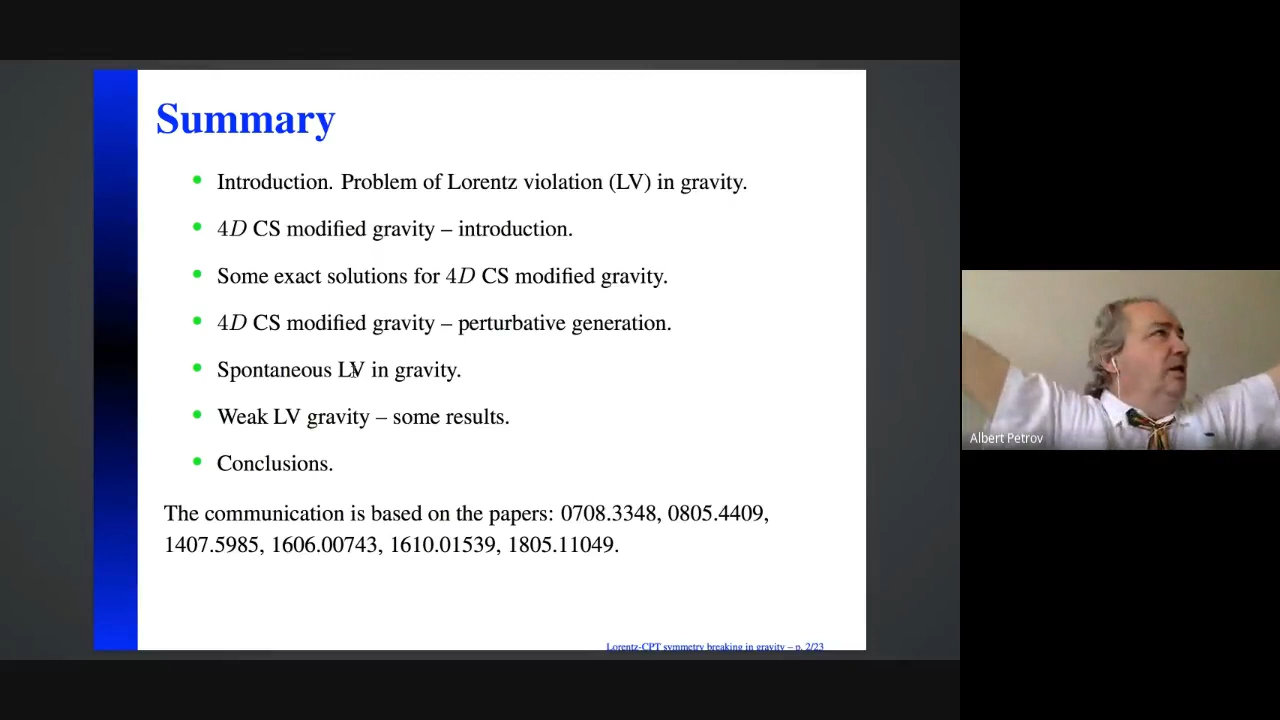 Summary
Introduction. Problem of Lorentz violation (LV) in gravity.
4D CS modified gravity – introduction.
Some exact solutions for 4D CS modified gravity.
4D CS modified gravity – perturbative generation.
Spontaneous LV in gravity.
Weak LV gravity – some results.
Conclusions.
The communication is based on the papers: 0708.3348, 0805.4409,
1407.5985, 1606.00743, 1610.01539, 1805.11049.
Lorentz-CPT symmetry breaking in gravity – p. 2/23
Albert Petrov